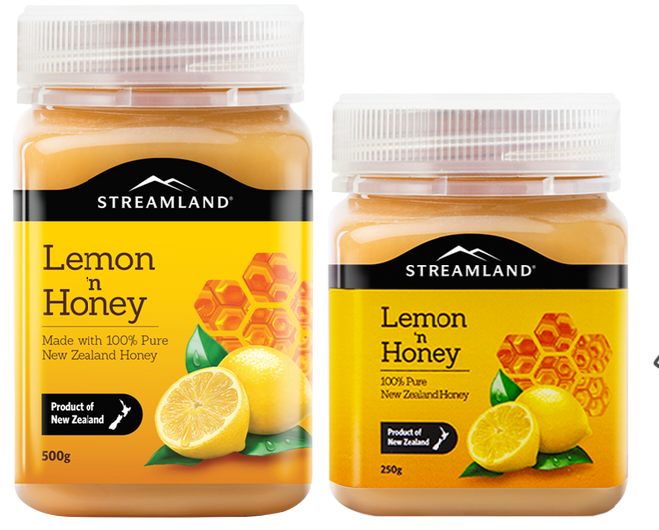 STREAMLAND®
Lemon
'n
Honey
Made with 100% Pure
New Zealand Honey
Product of
New Zealand
500g
STREAMLAND®
Lemon
'n
Honey
100% Pure
New Zealand Honey
Product of
New Zealand
250g